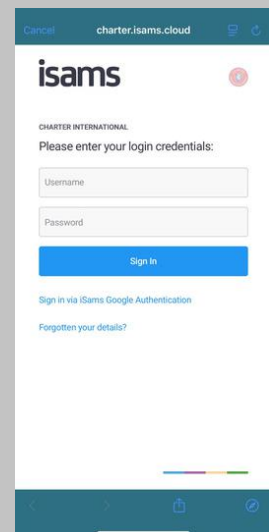 Cancel
charter.isams.cloud
isams
CHARTER INTERNATIONAL
Please enter your login credentials:
Username
Password
Sign In
Sign in via iSams Google Authentication
Forgotten your details?